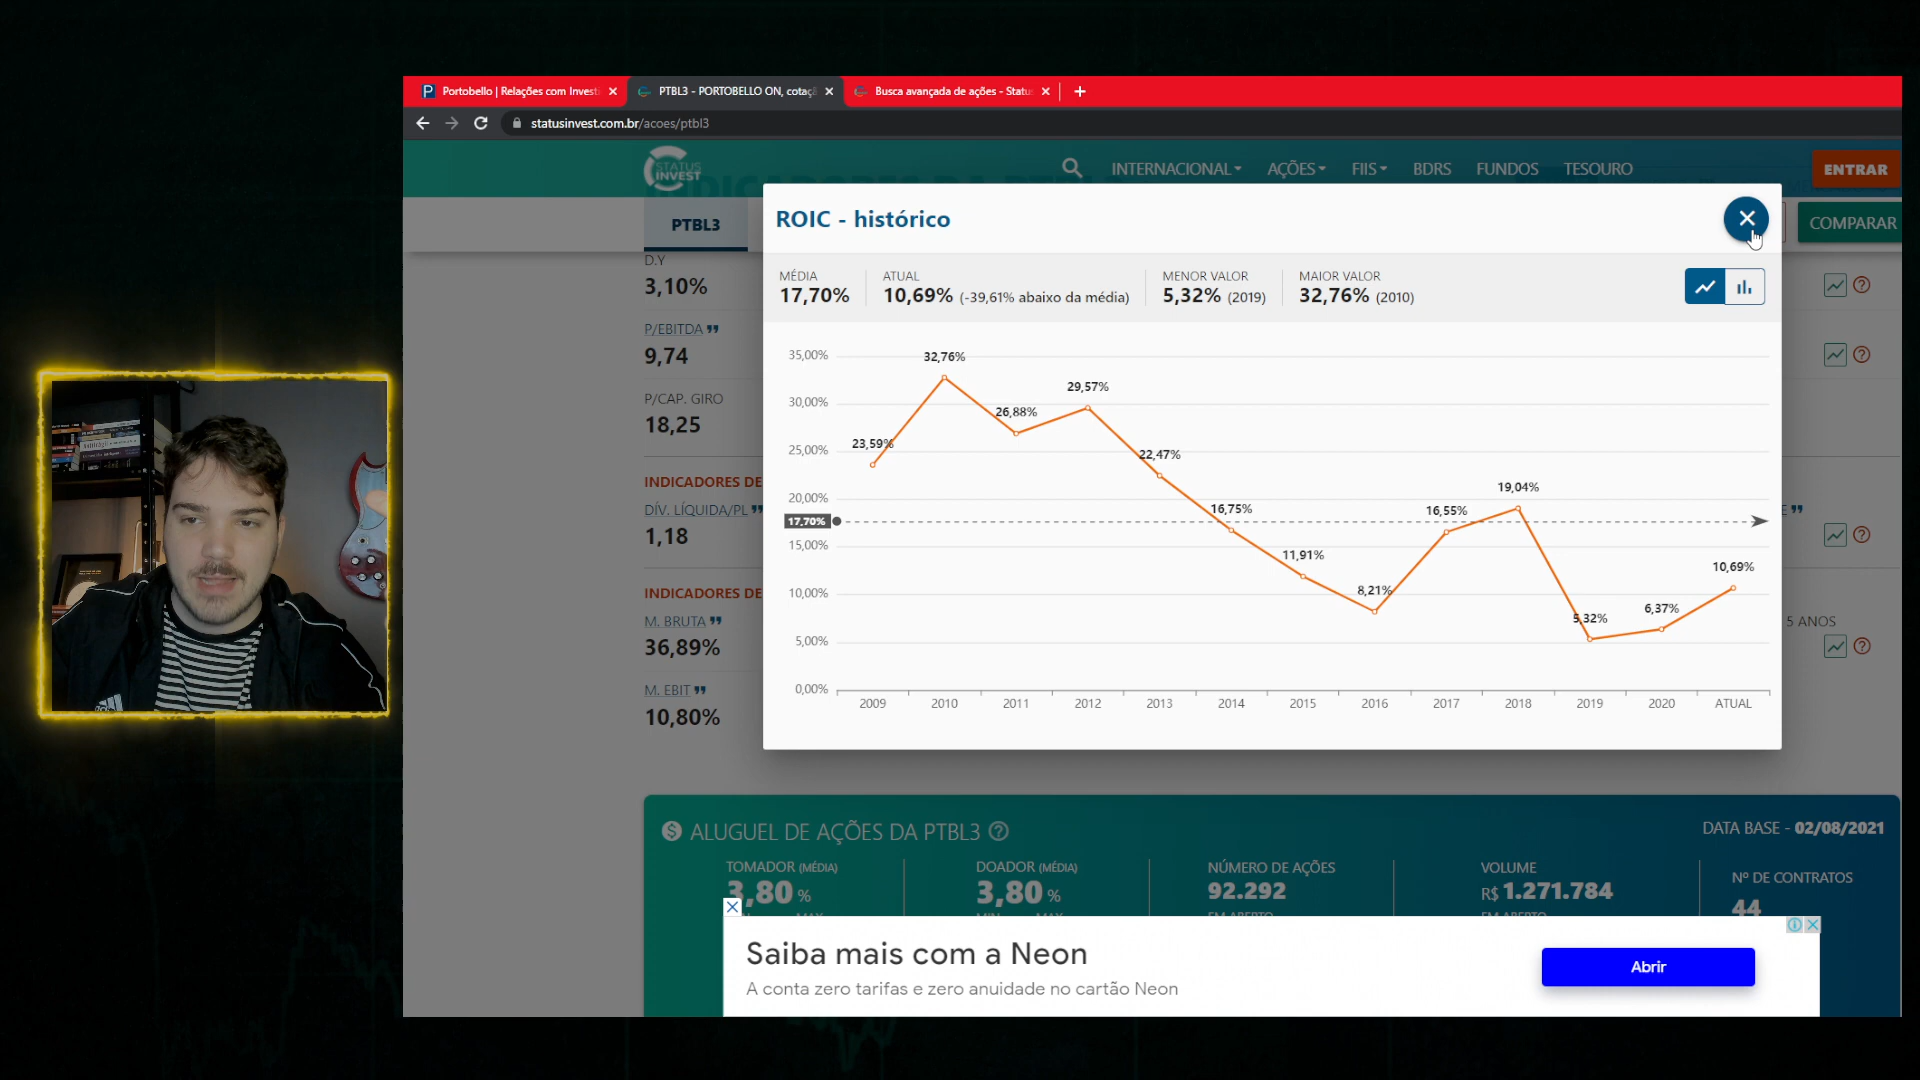 Portobello | Relações com Investi
PTBL3 - PORTOBELLO ON, cotaç
Busca avançada de ações - Statu
statusinvest.com.br/acoes/ptbl3
STATUS INVEST
INTERNACIONAL
AÇÕES
FIIS
BDRS
FUNDOS
TESOURO
ENTRAR
PTBL3
COMPARAR
D.Y
3,10%
P/EBITDA
9,74
P/CAP. GIRO
18,25
INDICADORES DE
DÍV. LÍQUIDA/PL
1,18
INDICADORES DE
M. BRUTA
36,89%
M. EBIT
10,80%
5 ANOS
ROIC - histórico
MÉDIA
17,70%
ATUAL
10,69% (-39,61% abaixo da média)
MENOR VALOR
5,32% (2019)
MAIOR VALOR
32,76% (2010)
35,00%
30,00%
25,00%
20,00%
17,70%
15,00%
10,00%
5,00%
0,00%
23,59%
32,76%
26,88%
29,57%
22,47%
16,75%
11,91%
8,21%
16,55%
19,04%
5,32%
6,37%
10,69%
2009 2010 2011 2012 2013 2014 2015 2016 2017 2018 2019 2020 ATUAL
ALUGUEL DE AÇÕES DA PTBL3
DATA BASE - 02/08/2021
TOMADOR (MÉDIA)
3,80 %
DOADOR (MÉDIA)
3,80 %
NÚMERO DE AÇÕES
92.292
VOLUME
R$ 1.271.784
Nº DE CONTRATOS
44
Saiba mais com a Neon
A conta zero tarifas e zero anuidade no cartão Neon
Abrir